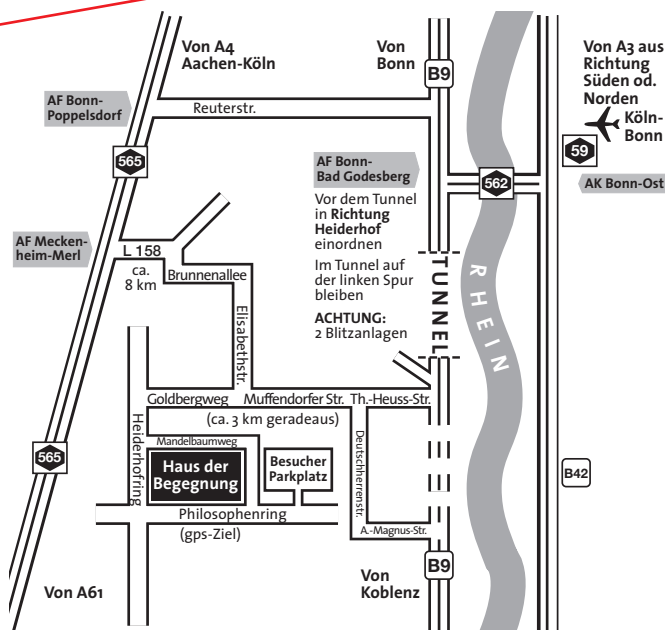 Von A4
Aachen-Köln
Von
Bonn
B9
Von A3 aus
Richtung
Süden od.
Norden
Köln-
Bonn
AF Bonn-
Poppelsdorf
Reuterstr.
565
59
AF Bonn-
Bad Godesberg
562
AK Bonn-Ost
Vor dem Tunnel
in Richtung
Heiderhof
einordnen
Im Tunnel auf
der linken Spur
bleiben
ACHTUNG:
2 Blitzanlagen
TUNNEL
RHEIN
AF Mecken-
heim-Merl
L 158
ca.
8 km
Brunnenallee
Elisabethstr.
Goldbergweg
Muffendorfer Str.
Th.-Heuss-Str.
(ca. 3 km geradeaus)
Heiderhofring
Mandelbaumweg
Deutschherrenstr.
565
Haus der
Begegnung
Besucher
Parkplatz
B42
Philosophenring
(gps-Ziel)
A.-Magnus-Str.
Von A61
Von
Koblenz
B9